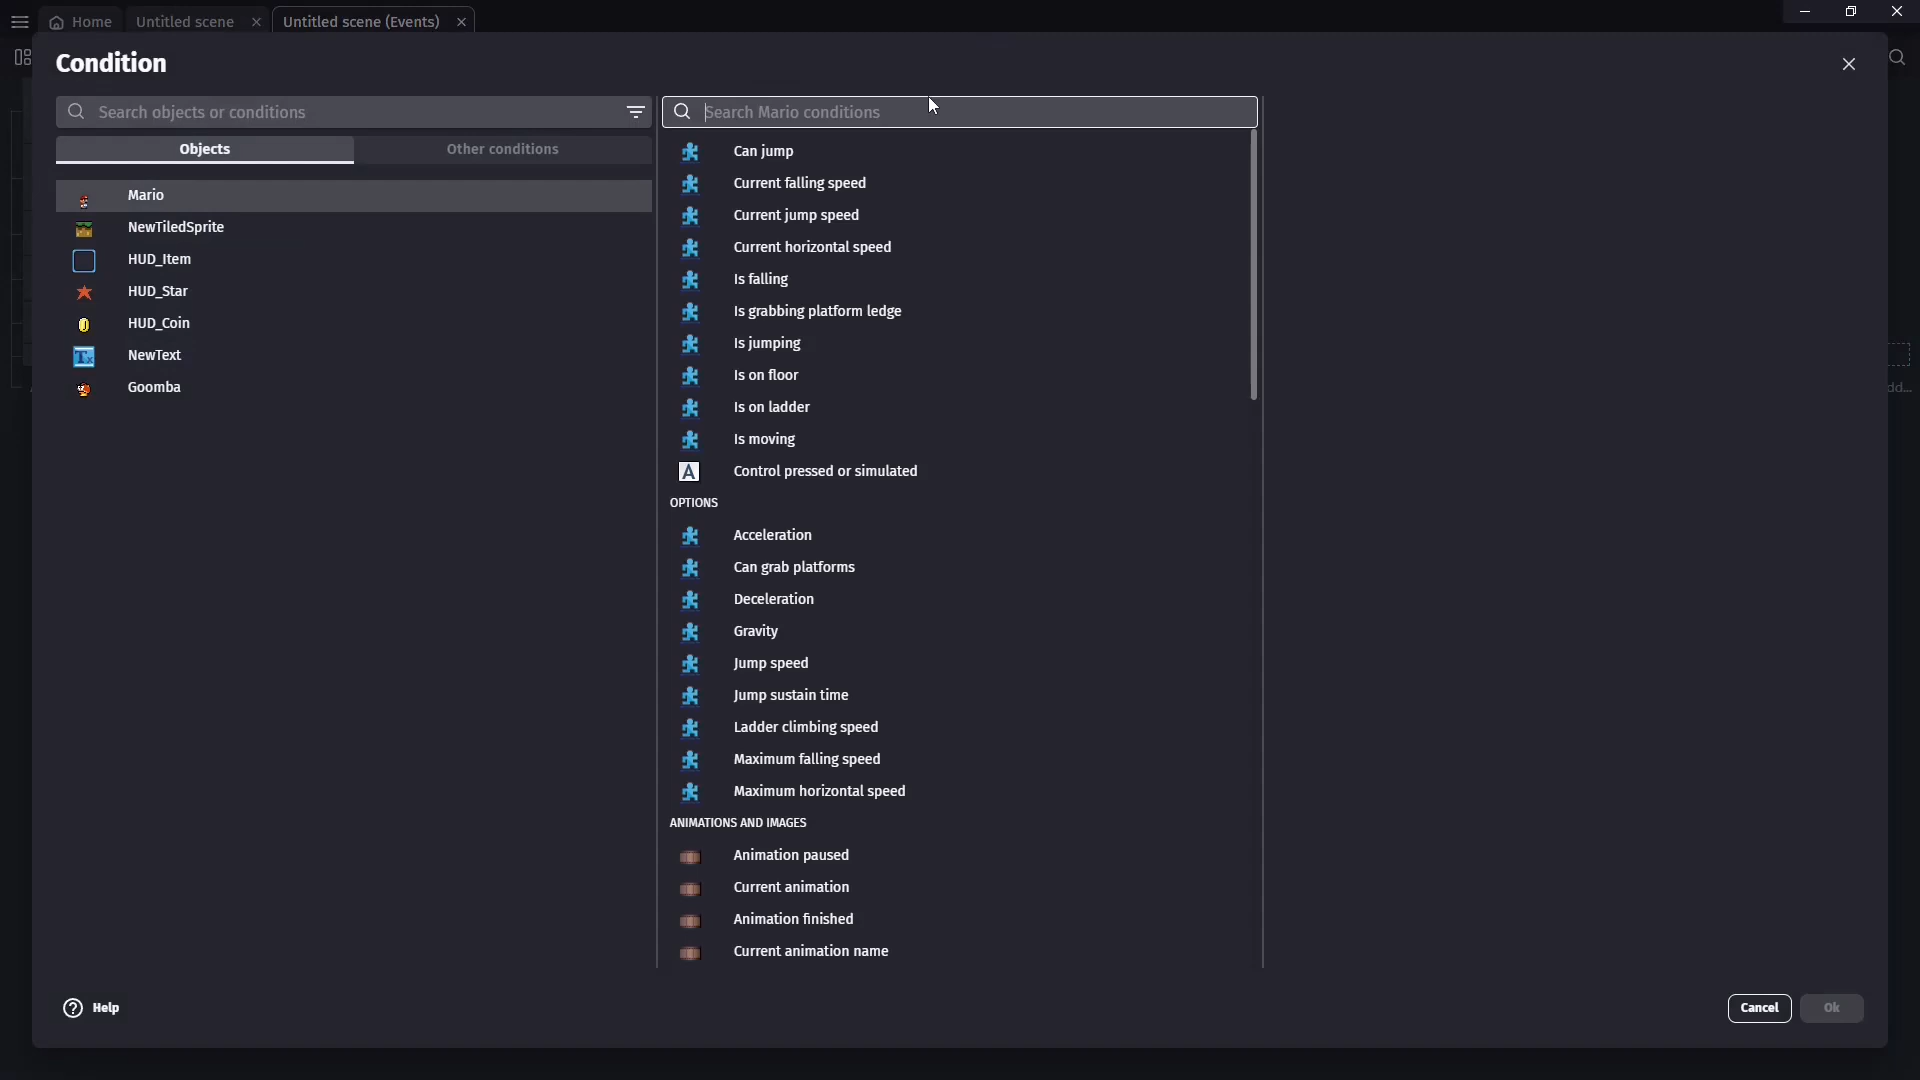 Home
Untitled scene
Untitled scene (Events)
Condition
Search objects or conditions
Objects
Other conditions
Mario
NewTiledSprite
HUD_Item
HUD_Star
HUD_Coin
NewText
Goomba
Search Mario conditions
Can jump
Current falling speed
Current jump speed
Current horizontal speed
Is falling
Is grabbing platform ledge
Is jumping
Is on floor
Is on ladder
Is moving
A
Control pressed or simulated
OPTIONS
Acceleration
Can grab platforms
Deceleration
Gravity
Jump speed
Jump sustain time
Ladder climbing speed
Maximum falling speed
Maximum horizontal speed
ANIMATIONS AND IMAGES
Animation paused
Current animation
Animation finished
Current animation name
Help
Cancel
Ok